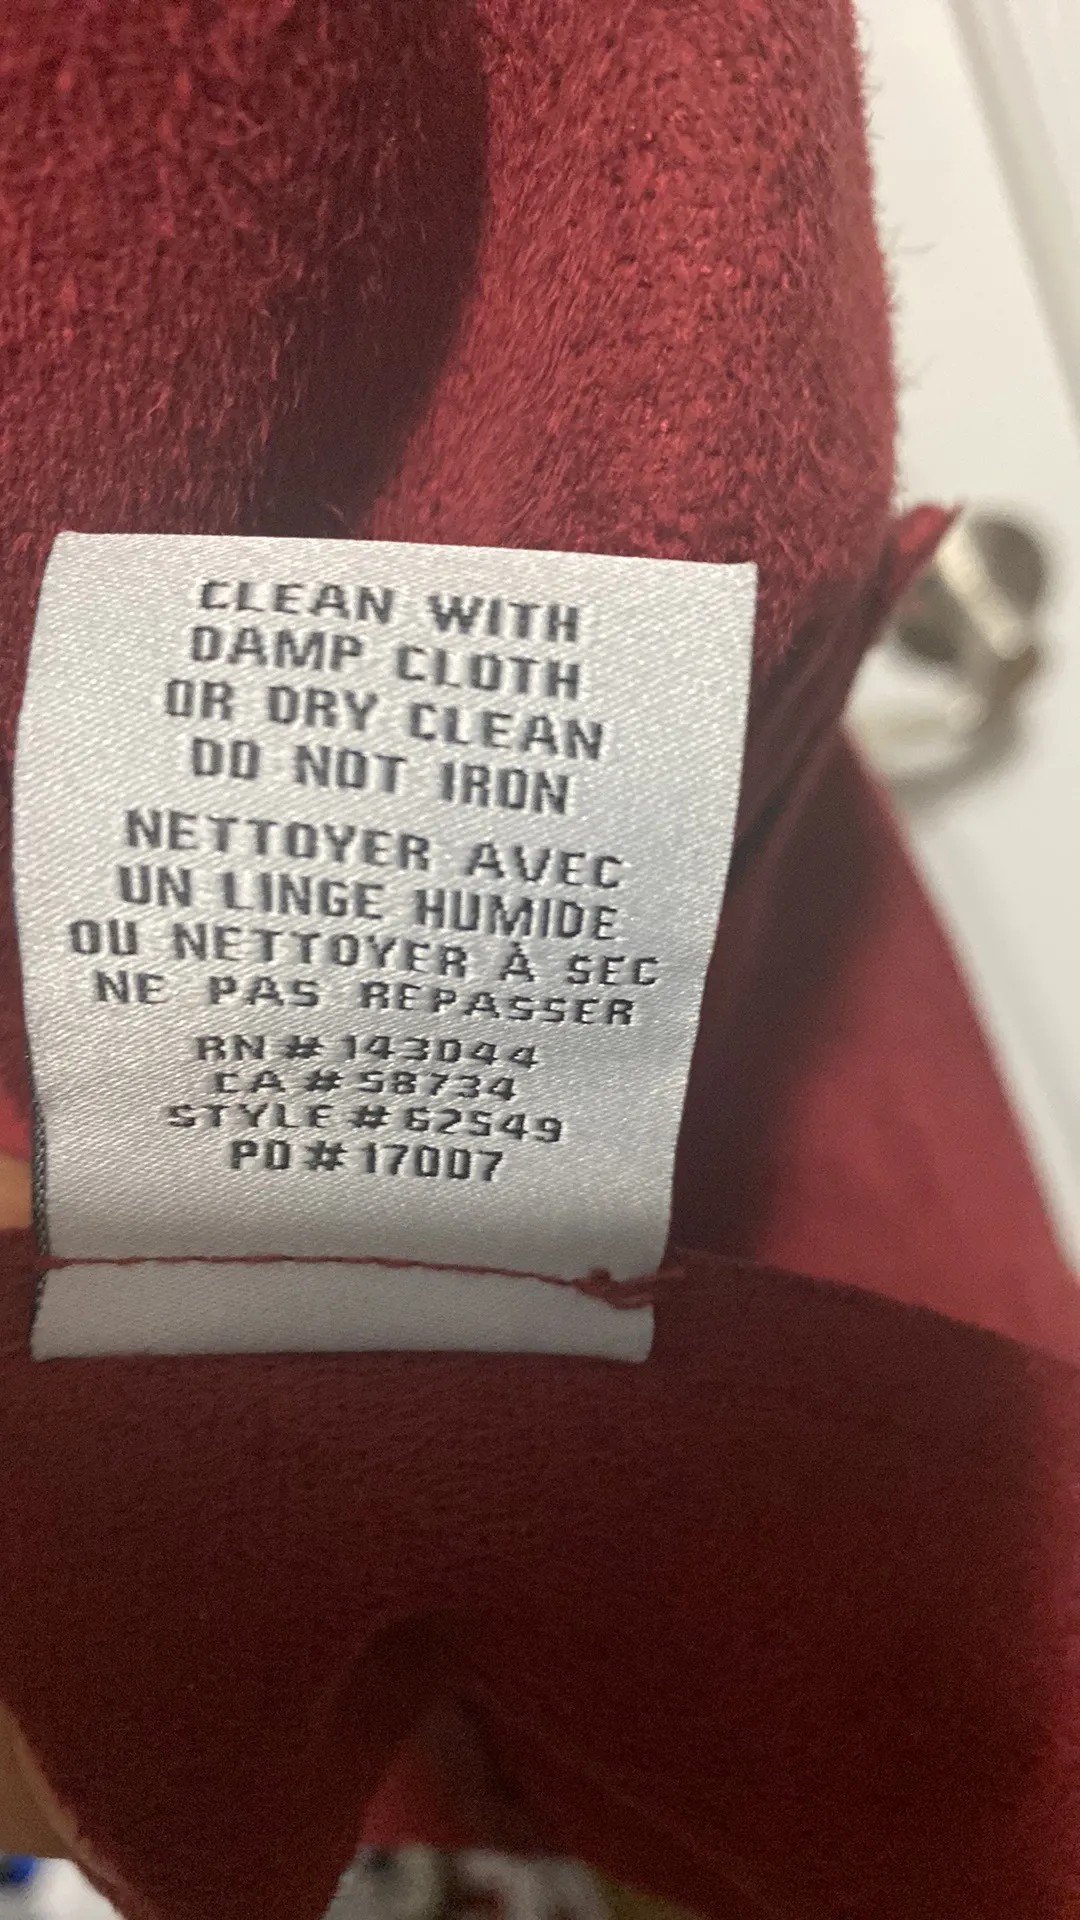 CLEAN WITH
DAMP CLOTH
OR DRY CLEAN
DO NOT IRON
NETTOYER AVEC
UN LINGE HUMIDE
OU NETTOYER À SEC
NE PAS REPASSER
RN # 143044
CA # 58734
STYLE # 62549
PO # 17007